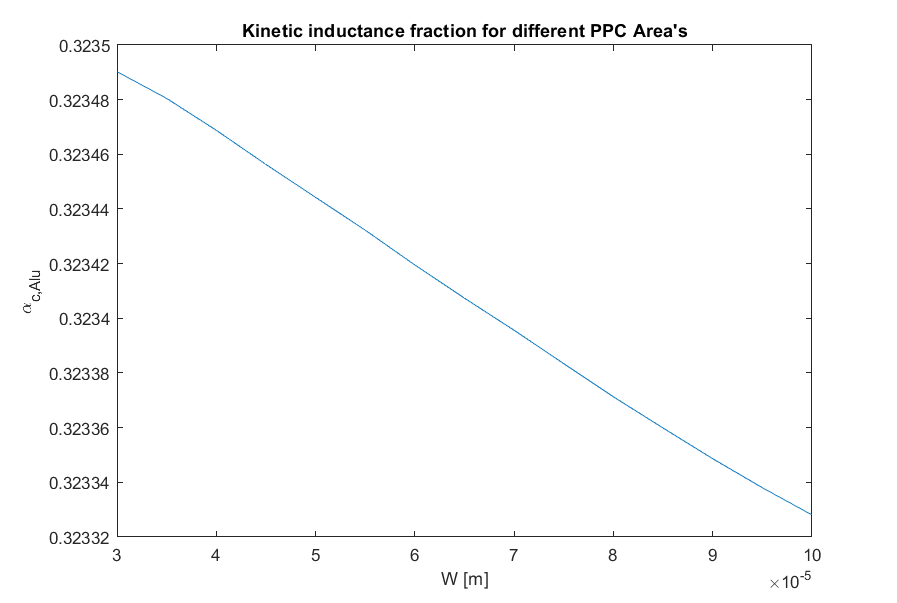 Kinetic inductance fraction for different PPC Area's
0.3235
0.32348
0.32346
0.32344
0.32342
0.3234
0.32338
0.32336
0.32334
0.32332
α_c,Alu
3 4 5 6 7 8 9 10
W [m]
×10^-5